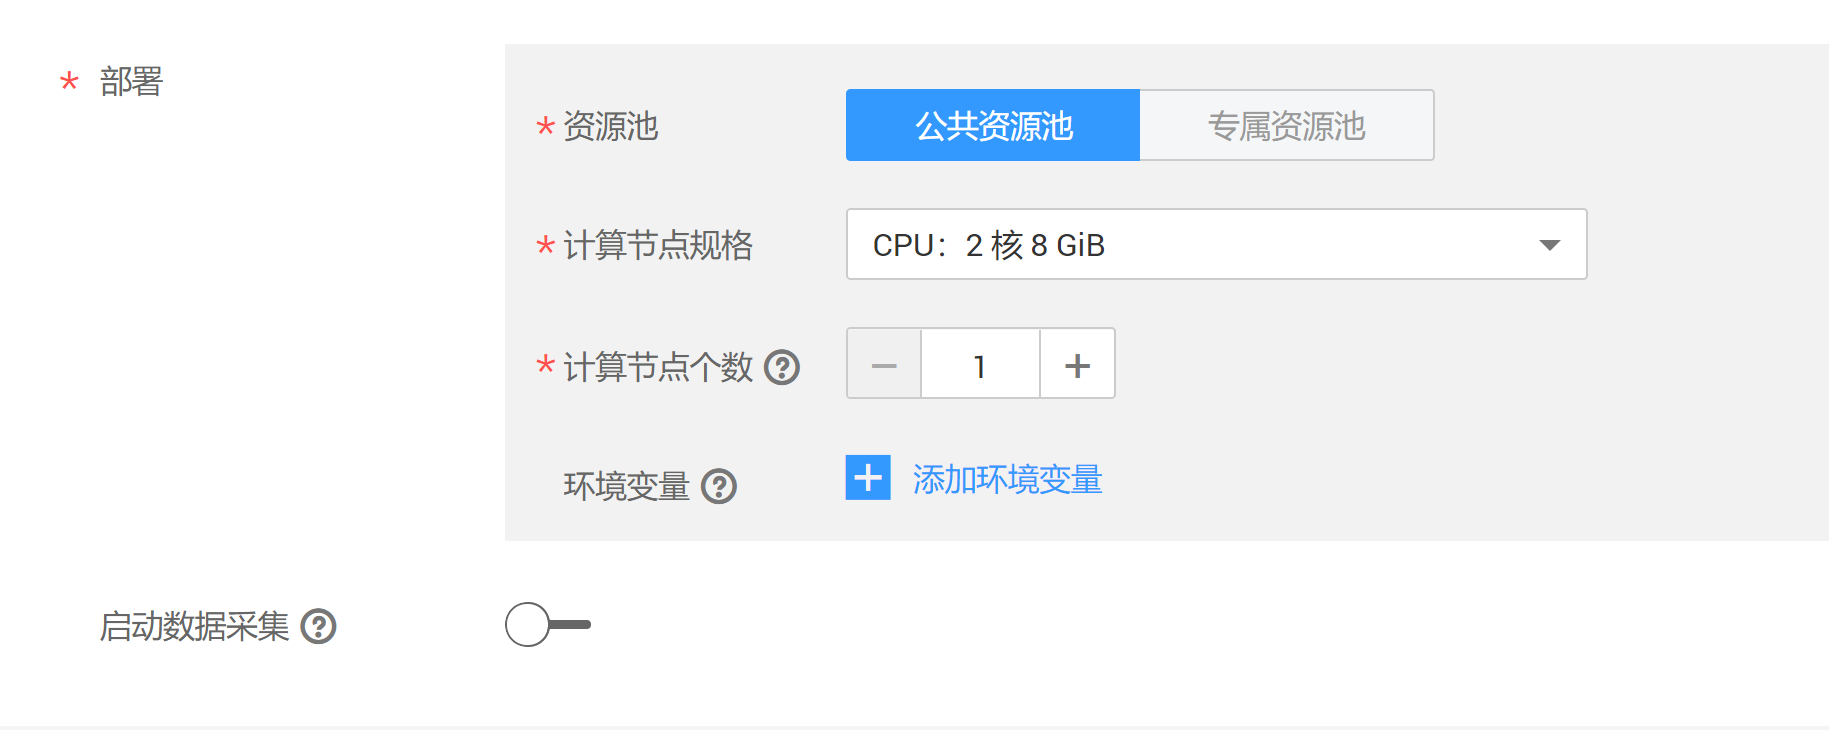 * 部署
* 资源池 公共资源池 专属资源池
* 计算节点规格 CPU：2 核 8 GiB
* 计算节点个数 ? − 1 +
环境变量 ? + 添加环境变量
启动数据采集 ?